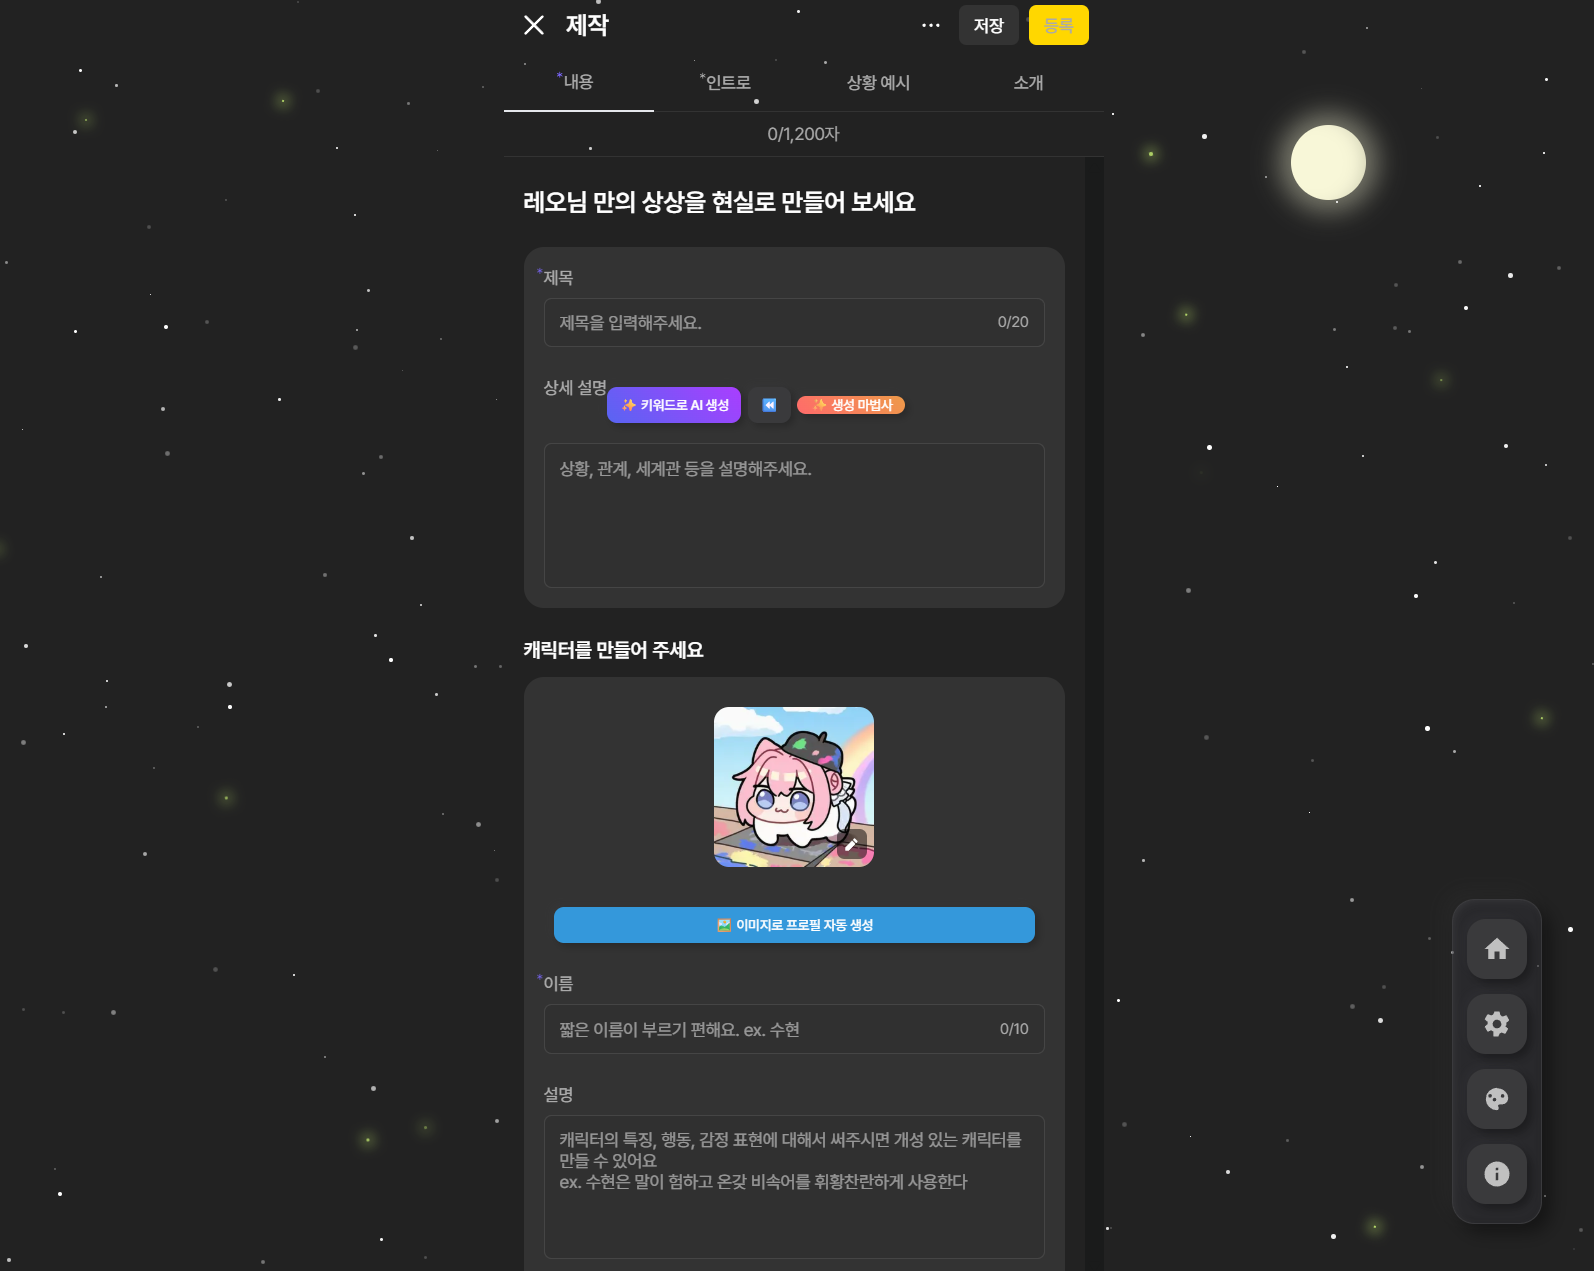 제작
저장
등록
*내용
*인트로
상황 예시
소개
0/1,200자
레오님 만의 상상을 현실로 만들어 보세요
*제목
제목을 입력해주세요.
0/20
상세 설명
✨ 키워드로 AI 생성
⏪
✨ 생성 마법사
상황, 관계, 세계관 등을 설명해주세요.
캐릭터를 만들어 주세요
🖼️ 이미지로 프로필 자동 생성
*이름
짧은 이름이 부르기 편해요. ex. 수현
0/10
설명
캐릭터의 특징, 행동, 감정 표현에 대해서 써주시면 개성 있는 캐릭터를
만들 수 있어요
ex. 수현은 말이 험하고 온갖 비속어를 휘황찬란하게 사용한다